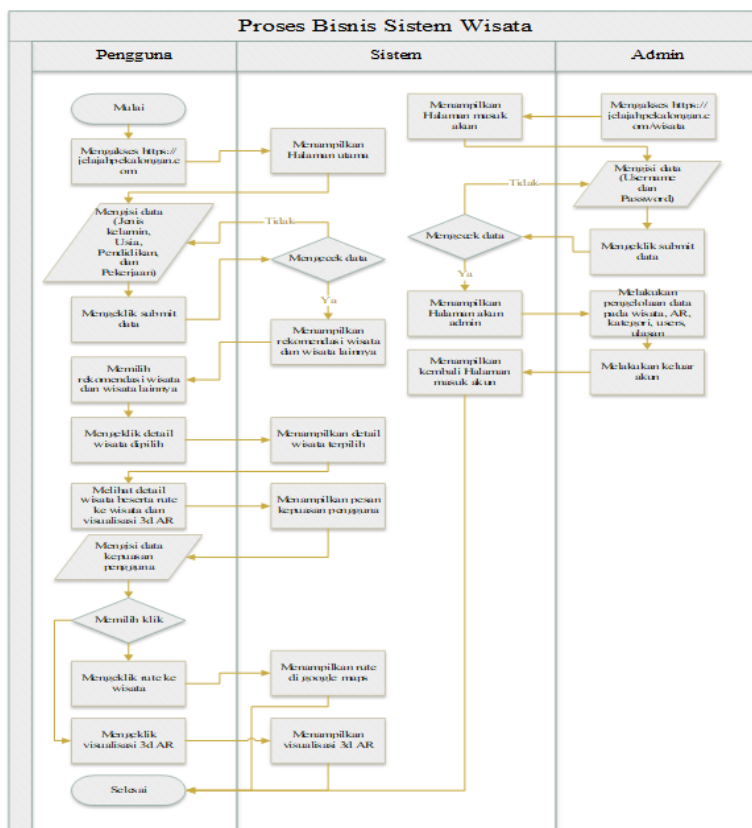 Proses Bisnis Sistem Wisata
Pengguna
Sistem
Admin
Mulai
Menampilkan
Halaman masuk
akun
Mengakses https://
jelajahpekalongan.c
om/wisata
Mengakses https://
jelajahpekalongan.c
om
Menampilkan
Halaman utama
Tidak
Mengisi data
(Username
dan
Password)
Mengisi data
(Jenis
kelamin,
Usia,
Pendidikan,
dan
Pekerjaan)
Tidak
Mengecek data
Mengecek data
Mengeklik submit
data
Ya
Ya
Mengeklik submit
data
Menampilkan
rekomendasi wisata
dan wisata lainnya
Menampilkan
Halaman akun
admin
Melakukan
pengelolaan data
pada wisata, AR,
kategori, users,
ulasan
Memilih
rekomendasi wisata
dan wisata lainnya
Menampilkan
kembali Halaman
masuk akun
Melakukan keluar
akun
Mengeklik detail
wisata dipilih
Menampilkan detail
wisata terpilih
Melihat detail
wisata beserta rute
ke wisata dan
visualisasi 3d AR
Menampilkan pesan
kepuasan pengguna
Mengisi data
kepuasan
pengguna
Memilih klik
Mengeklik rute ke
wisata
Menampilkan rute
di google maps
Mengeklik
visualisasi 3d AR
Menampilkan
visualisasi 3d AR
Selesai